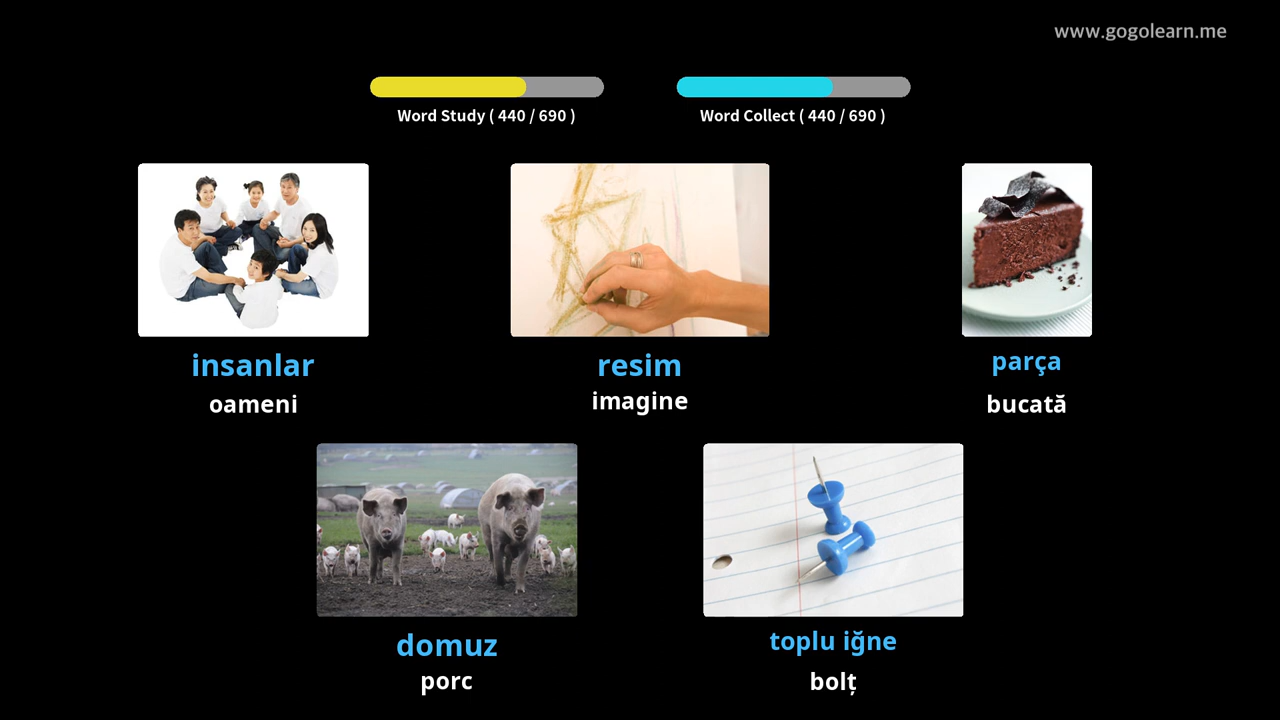 www.gogolearn.me
Word Study ( 440 / 690 )
Word Collect ( 440 / 690 )
insanlar
oameni
resim
imagine
parça
bucată
domuz
porc
toplu iğne
bolț